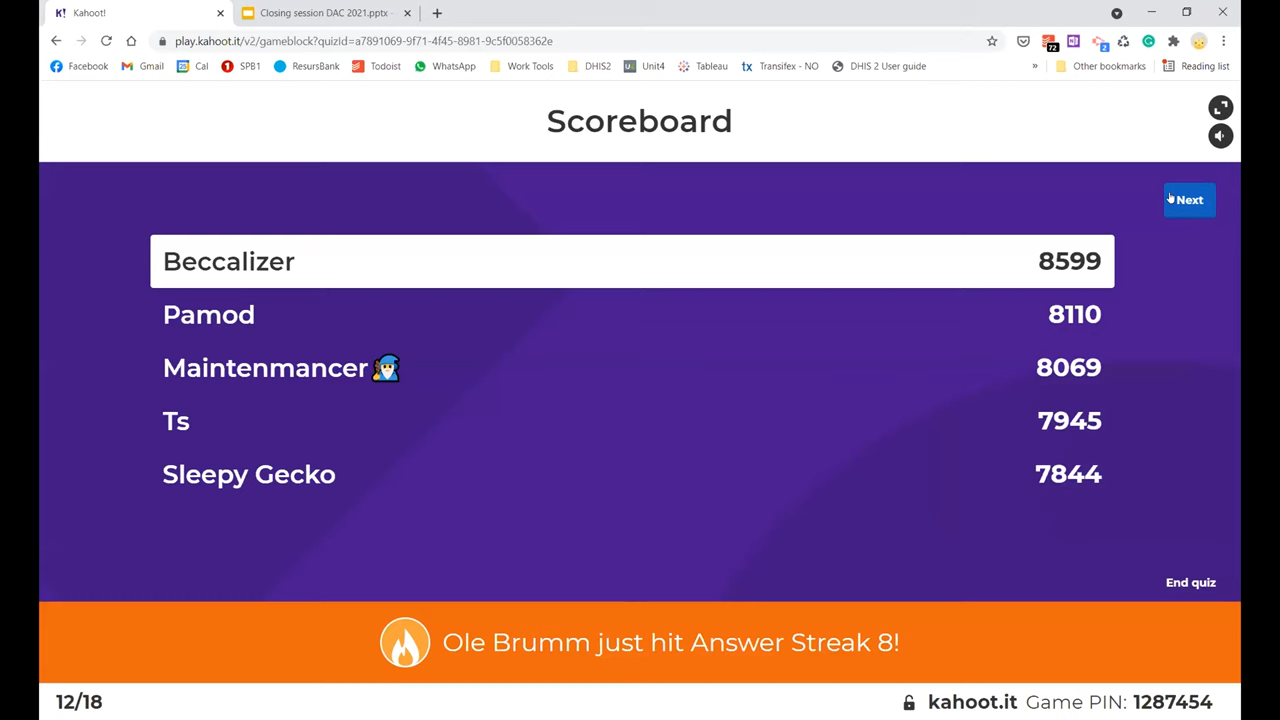 K! Kahoot!
Closing session DAC 2021.pptx -
play.kahoot.it/v2/gameblock?quizId=a7891069-9f71-4f45-8981-9c5f0058362e
72
2
Facebook Gmail Cal SPB1 ResursBank Todoist WhatsApp Work Tools DHIS2 Unit4 Tableau tx Transifex - NO DHIS 2 User guide » Other bookmarks Reading list
Scoreboard
Next
Beccalizer 8599
Pamod 8110
Maintenmancer🧙‍♂️ 8069
Ts 7945
Sleepy Gecko 7844
End quiz
Ole Brumm just hit Answer Streak 8!
12/18 kahoot.it Game PIN: 1287454